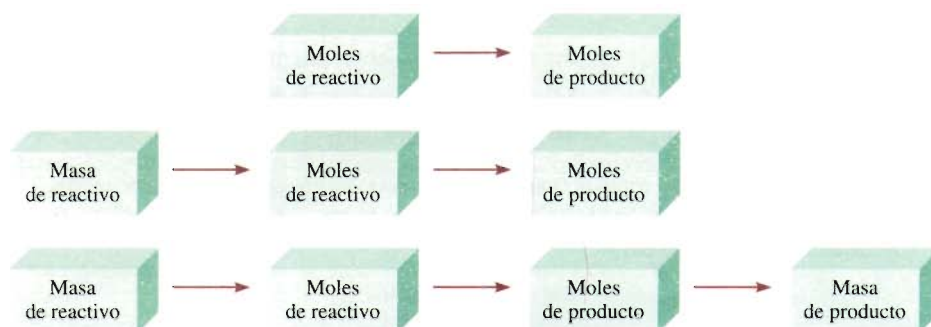 Moles
de reactivo
Moles
de producto
Masa
de reactivo
Moles
de reactivo
Moles
de producto
Masa
de reactivo
Moles
de reactivo
Moles
de producto
Masa
de producto